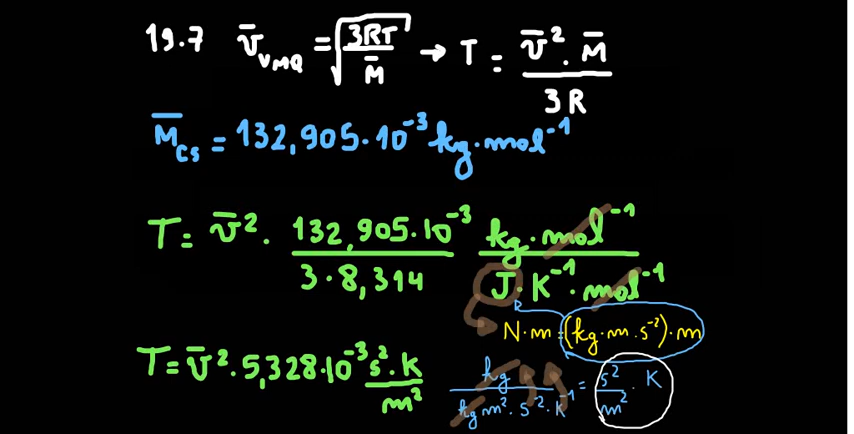 19.7 v̄_VMQ = √(3RT/M̄) → T = v̄²·M̄/3R
M̄_Cs = 132,905·10⁻³ kg·mol⁻¹
T = v̄²· 132,905·10⁻³/3·8,314 kg·mol⁻¹/J·K⁻¹·mol⁻¹
N·m = (kg·m·s⁻²)·m
T = v̄²·5,328·10⁻³ s²·K/m²
kg/kg m²·s⁻²·K⁻¹ = s²/m² · K